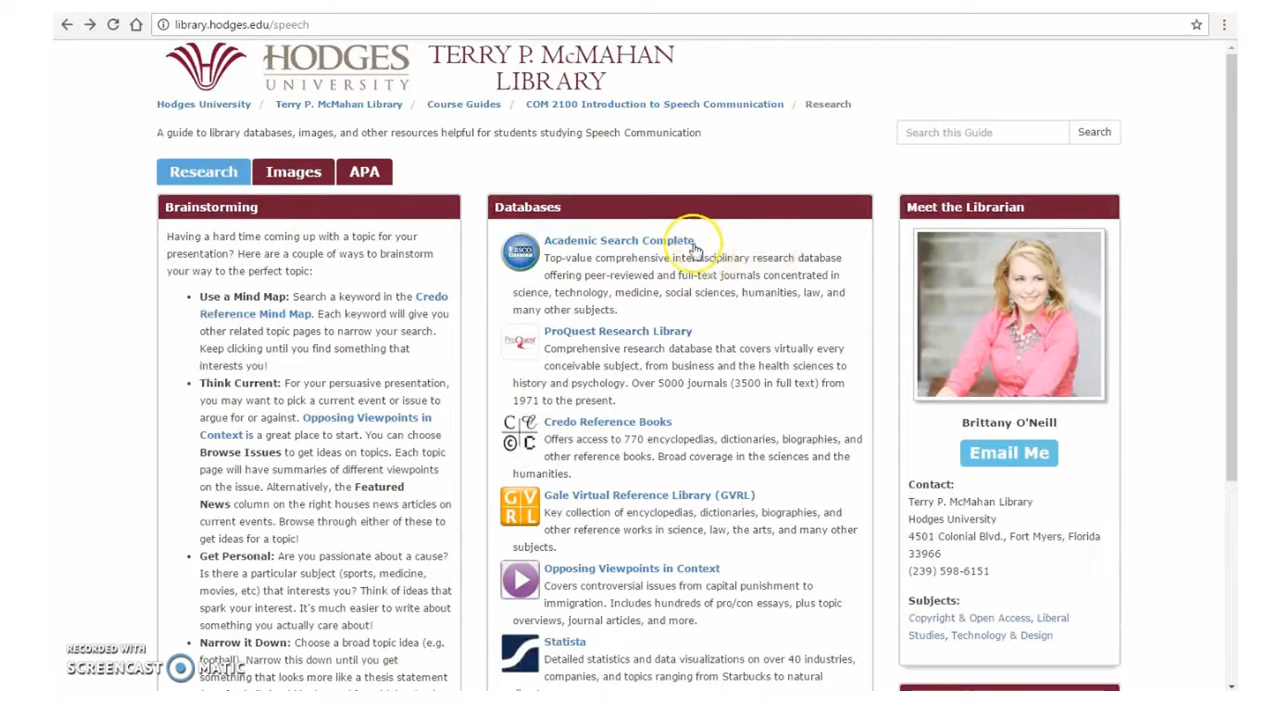 library.hodges.edu/speech
HODGES
UNIVERSITY
TERRY P. McMAHAN
LIBRARY
Hodges University / Terry P. McMahan Library / Course Guides / COM 2100 Introduction to Speech Communication / Research
A guide to library databases, images, and other resources helpful for students studying Speech Communication
Search this Guide Search
Research Images APA
Brainstorming
Having a hard time coming up with a topic for your
presentation? Here are a couple of ways to brainstorm
your way to the perfect topic:
• Use a Mind Map: Search a keyword in the Credo
Reference Mind Map. Each keyword will give you
other related topic pages to narrow your search.
Keep clicking until you find something that
interests you!
• Think Current: For your persuasive presentation,
you may want to pick a current event or issue to
argue for or against. Opposing Viewpoints in
Context is a great place to start. You can choose
Browse Issues to get ideas on topics. Each topic
page will have summaries of different viewpoints
on the issue. Alternatively, the Featured
News column on the right houses news articles on
current events. Browse through either of these to
get ideas for a topic!
• Get Personal: Are you passionate about a cause?
Is there a particular subject (sports, medicine,
movies, etc) that interests you? Think of ideas that
spark your interest. It's much easier to write about
something you actually care about!
• Narrow it Down: Choose a broad topic idea (e.g.
football). Narrow this down until you get
something that looks more like a thesis statement
RECORDED WITH
SCREENCAST MATIC
Databases
EBSCO
Academic Search Complete
Top-value comprehensive interdisciplinary research database
offering peer-reviewed and full-text journals concentrated in
science, technology, medicine, social sciences, humanities, law, and
many other subjects.
ProQuest
ProQuest Research Library
Comprehensive research database that covers virtually every
conceivable subject, from business and the health sciences to
history and psychology. Over 5000 journals (3500 in full text) from
1971 to the present.
Credo Reference Books
Offers access to 770 encyclopedias, dictionaries, biographies, and
other reference books. Broad coverage in the sciences and the
humanities.
G V
R L
Gale Virtual Reference Library (GVRL)
Key collection of encyclopedias, dictionaries, biographies, and
other reference works in science, law, the arts, and many other
subjects.
Opposing Viewpoints in Context
Covers controversial issues from capital punishment to
immigration. Includes hundreds of pro/con essays, plus topic
overviews, journal articles, and more.
Statista
Detailed statistics and data visualizations on over 40 industries,
companies, and topics ranging from Starbucks to natural
Meet the Librarian
Brittany O'Neill
Email Me
Contact:
Terry P. McMahan Library
Hodges University
4501 Colonial Blvd., Fort Myers, Florida
33966
(239) 598-6151
Subjects:
Copyright & Open Access, Liberal
Studies, Technology & Design